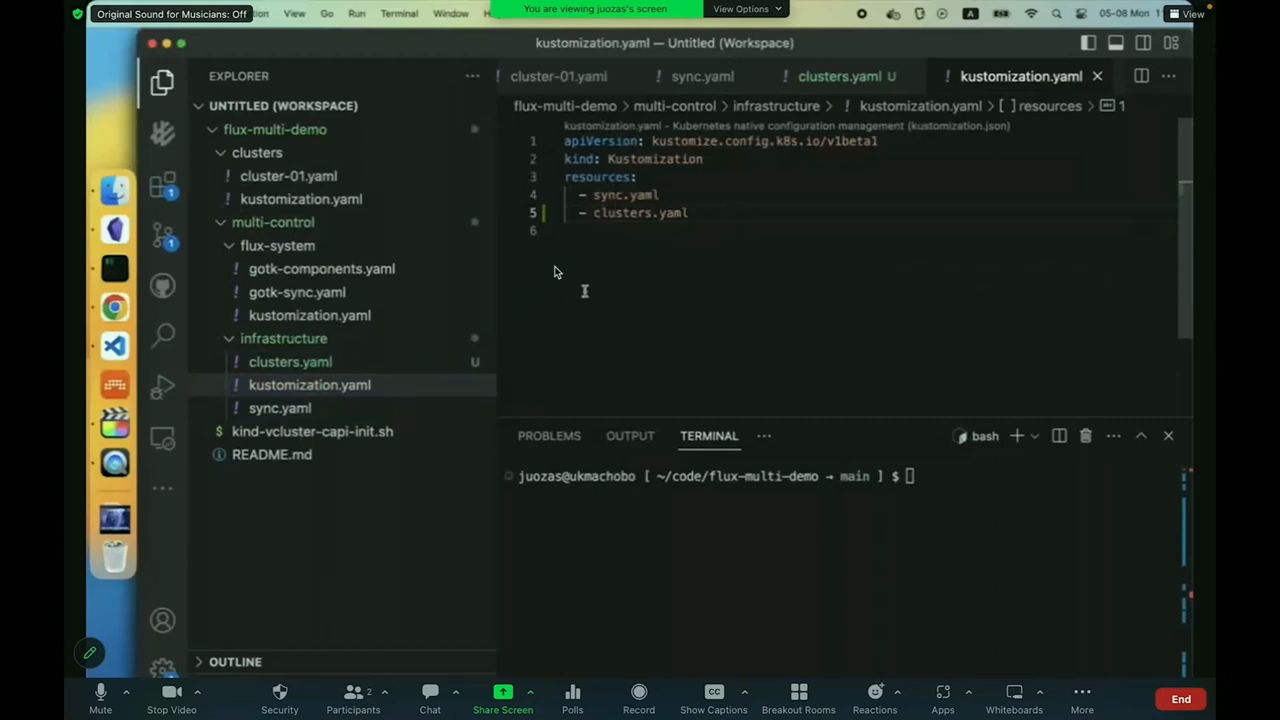 Original Sound for Musicians: Off
View
Run
Terminal
Window
You are viewing juozas's screen
View Options
A
05-08 Mon 1
View
kustomization.yaml — Untitled (Workspace)
EXPLORER
cluster-01.yaml
sync.yaml
clusters.yaml U
kustomization.yaml
UNTITLED (WORKSPACE)
flux-multi-demo > multi-control > infrastructure > ! kustomization.yaml > [ ] resources > 1
flux-multi-demo
clusters
! cluster-01.yaml
! kustomization.yaml
multi-control
flux-system
! gotk-components.yaml
! gotk-sync.yaml
! kustomization.yaml
infrastructure
! clusters.yaml U
! kustomization.yaml
! sync.yaml
$ kind-vcluster-capi-init.sh
README.md
OUTLINE
kustomization.yaml - Kubernetes native configuration management (kustomization.json)
1 apiVersion: kustomize.config.k8s.io/v1beta1
2 kind: Kustomization
3 resources:
4 - sync.yaml
5 - clusters.yaml
6
PROBLEMS
OUTPUT
TERMINAL
bash
juozas@ukmachobo [ ~/code/flux-multi-demo → main ] $
1
1
Mute
Stop Video
Security
Participants
2
Chat
Share Screen
Polls
Record
CC
Show Captions
Breakout Rooms
Reactions
Apps
Whiteboards
More
End